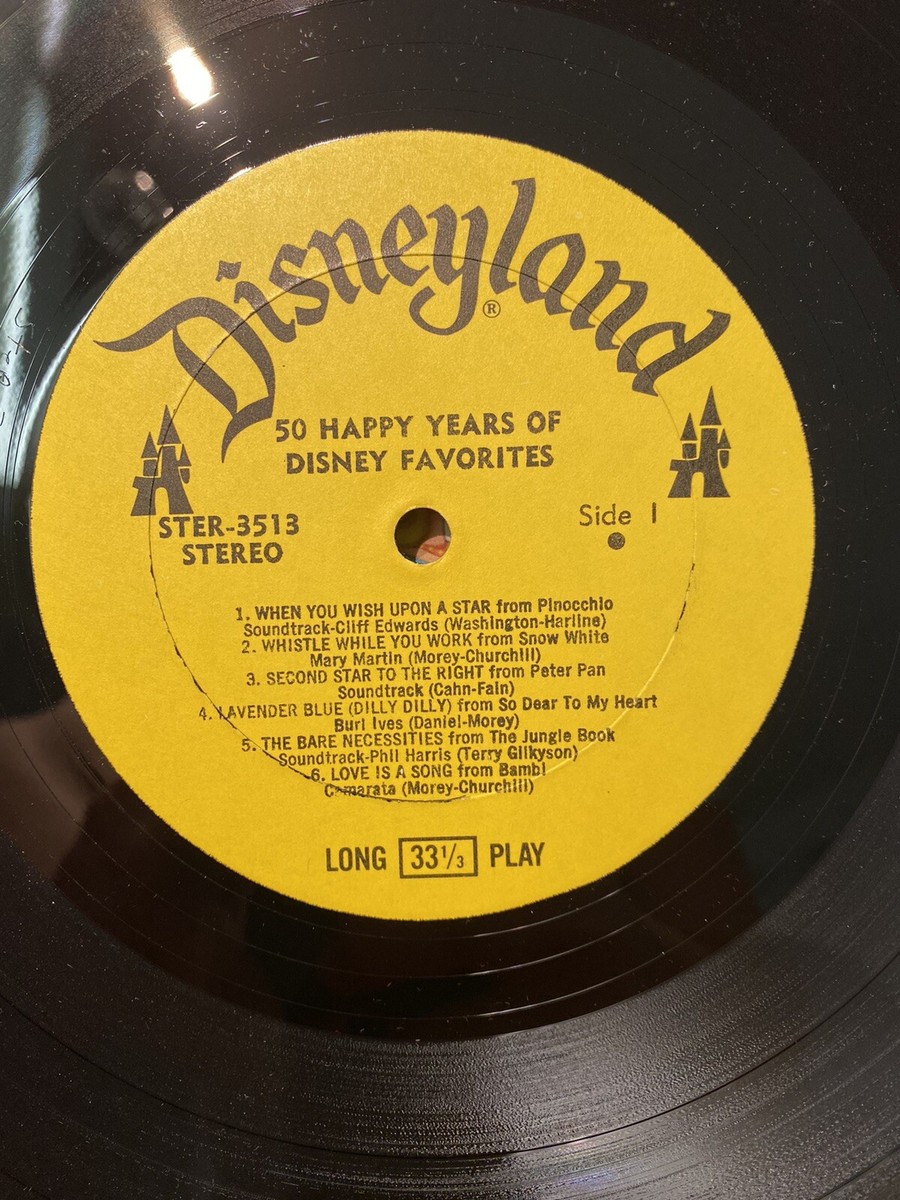 Disneyland®
50 HAPPY YEARS OF
DISNEY FAVORITES
STER-3513
STEREO
Side 1
1. WHEN YOU WISH UPON A STAR from Pinocchio
Soundtrack-Cliff Edwards (Washington-Harline)
2. WHISTLE WHILE YOU WORK from Snow White
Mary Martin (Morey-Churchill)
3. SECOND STAR TO THE RIGHT from Peter Pan
Soundtrack (Cahn-Fain)
4. LAVENDER BLUE (DILLY DILLY) from So Dear To My Heart
Burl Ives (Daniel-Morey)
5. THE BARE NECESSITIES from The Jungle Book
Soundtrack-Phil Harris (Terry Gilkyson)
6. LOVE IS A SONG from Bambi
Camarata (Morey-Churchill)
LONG 33 1/3 PLAY